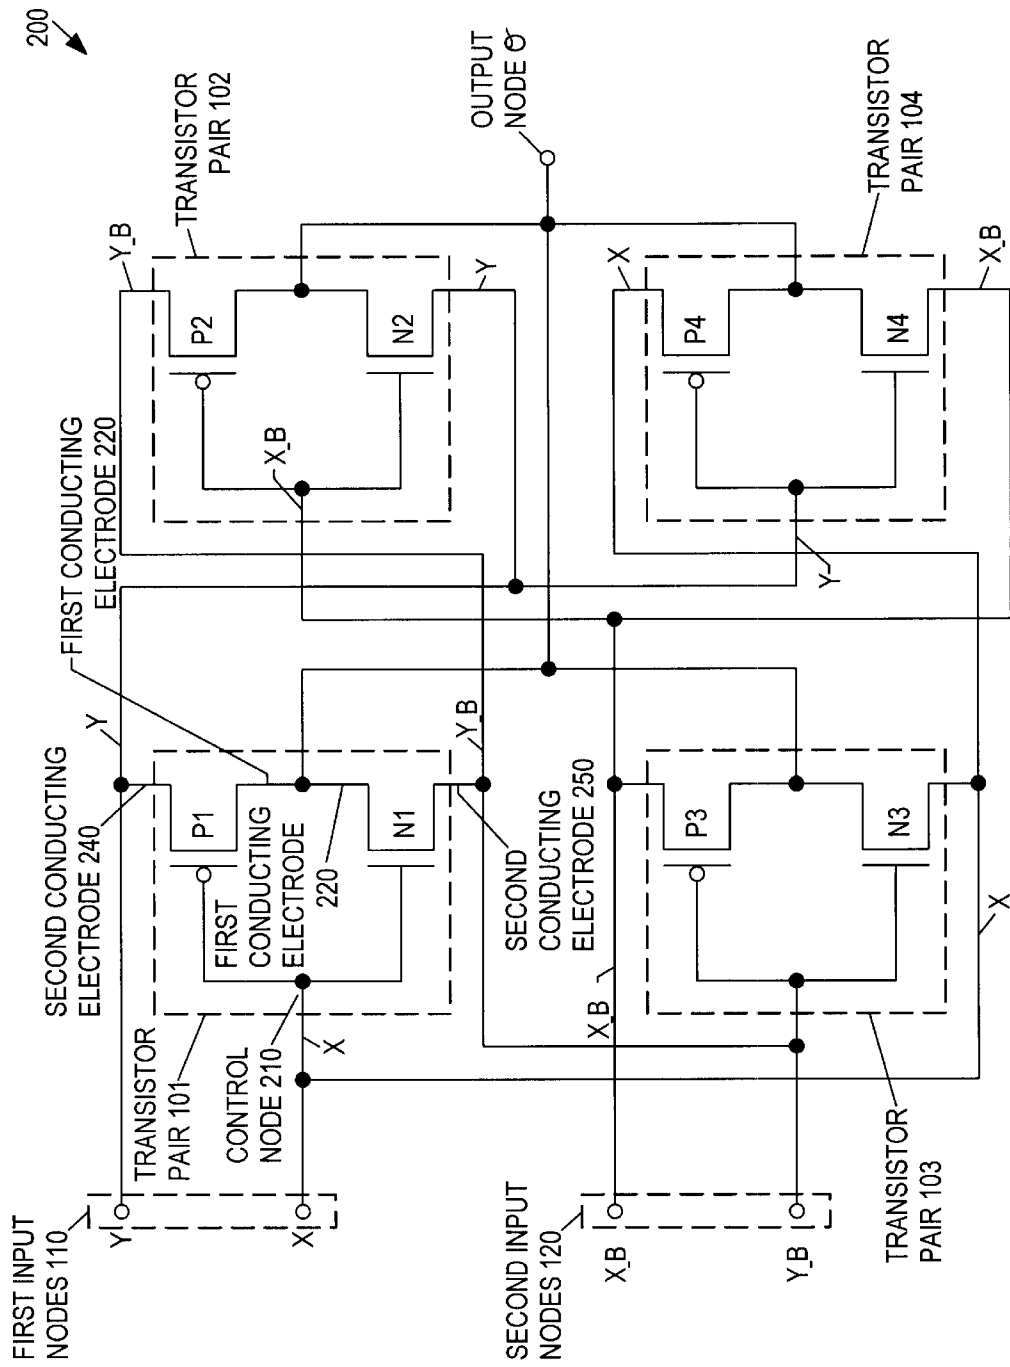 200
FIRST INPUT
NODES 110
Y
X
TRANSISTOR
PAIR 101
CONTROL
NODE 210
X
SECOND CONDUCTING
ELECTRODE 240
Y
P1
FIRST
CONDUCTING
ELECTRODE
220
N1
SECOND
CONDUCTING
ELECTRODE 250
Y_B
FIRST CONDUCTING
ELECTRODE 220
X_B
Y_B
P2
N2
Y
TRANSISTOR
PAIR 102
OUTPUT
NODE O
SECOND INPUT
NODES 120
X_B
Y_B
X_B
P3
N3
X
TRANSISTOR
PAIR 103
Y
X
P4
N4
X_B
TRANSISTOR
PAIR 104